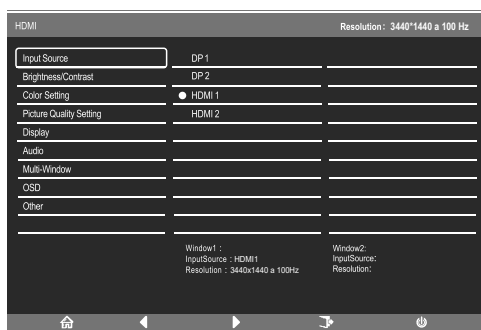 HDMI Resolution: 3440*1440 a 100 Hz
Input Source DP 1
Brightness/Contrast DP 2
Color Setting HDMI 1
Picture Quality Setting HDMI 2
Display
Audio
Multi-Window
OSD
Other
Window1 : Window2:
InputSource : HDMI1 InputSource:
Resolution : 3440x1440 a 100Hz Resolution: